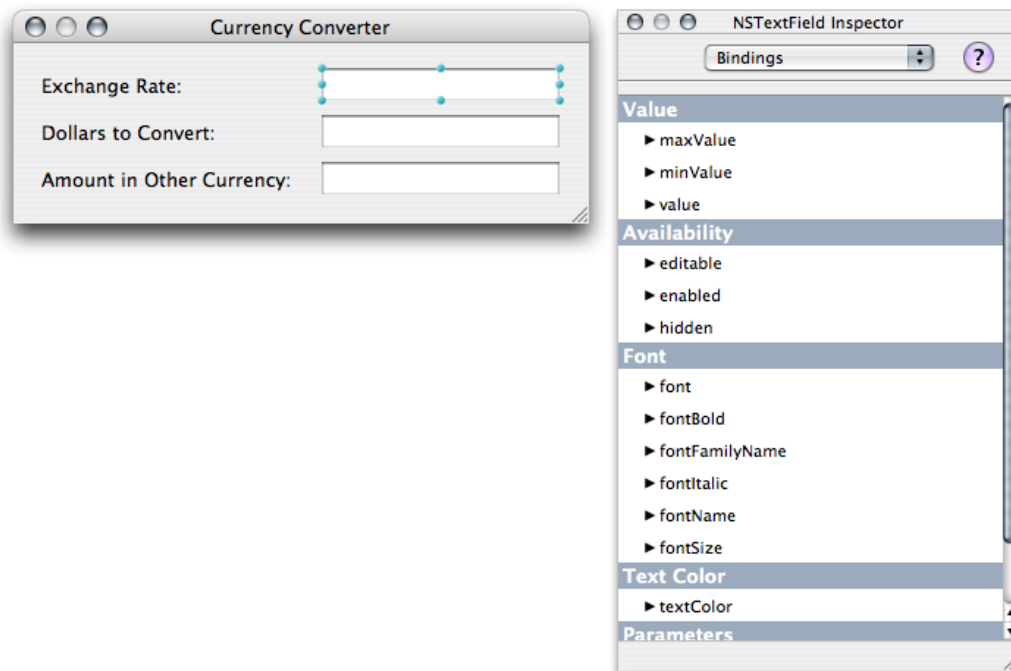 Currency Converter
Exchange Rate:
Dollars to Convert:
Amount in Other Currency:
NSTextField Inspector
Bindings
?
Value
maxValue
minValue
value
Availability
editable
enabled
hidden
Font
font
fontBold
fontFamilyName
fontItalic
fontName
fontSize
Text Color
textColor
Parameters